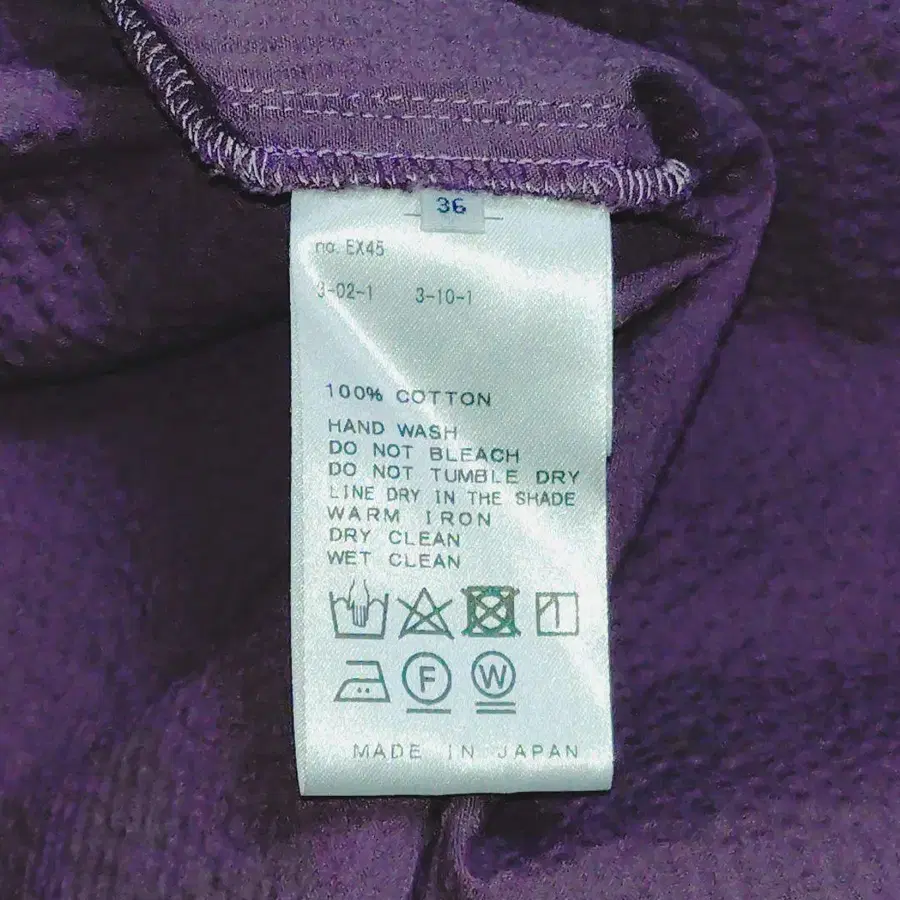 36
no. EX45
3-02-1 3-10-1
100% COTTON
HAND WASH
DO NOT BLEACH
DO NOT TUMBLE DRY
LINE DRY IN THE SHADE
WARM IRON
DRY CLEAN
WET CLEAN
F W
MADE IN JAPAN